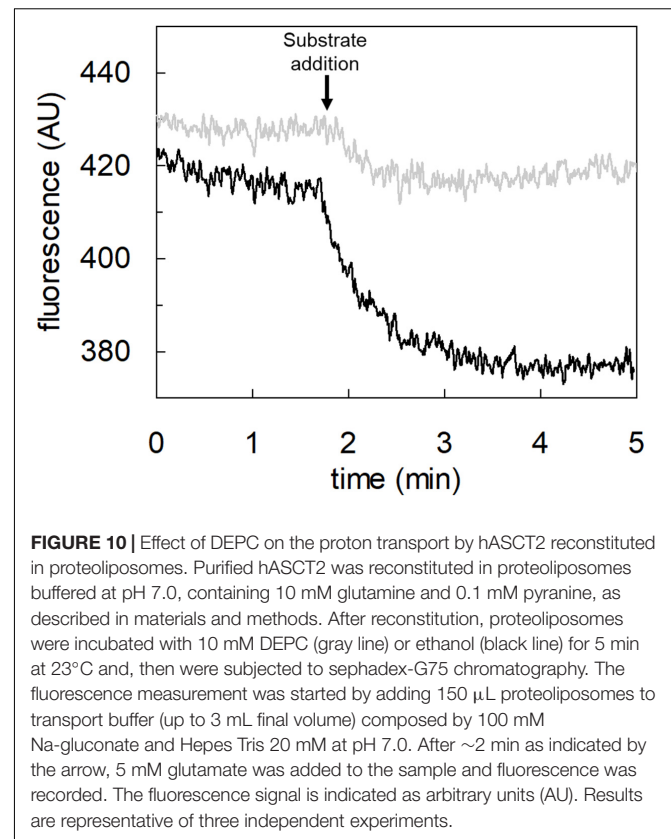 Substrate
addition
440
420
400
380
fluorescence (AU)
0 1 2 3 4 5
time (min)
FIGURE 10 | Effect of DEPC on the proton transport by hASCT2 reconstituted
in proteoliposomes. Purified hASCT2 was reconstituted in proteoliposomes
buffered at pH 7.0, containing 10 mM glutamine and 0.1 mM pyranine, as
described in materials and methods. After reconstitution, proteoliposomes
were incubated with 10 mM DEPC (gray line) or ethanol (black line) for 5 min
at 23°C and, then were subjected to sephadex-G75 chromatography. The
fluorescence measurement was started by adding 150 μL proteoliposomes to
transport buffer (up to 3 mL final volume) composed by 100 mM
Na-gluconate and Hepes Tris 20 mM at pH 7.0. After ∼2 min as indicated by
the arrow, 5 mM glutamate was added to the sample and fluorescence was
recorded. The fluorescence signal is indicated as arbitrary units (AU). Results
are representative of three independent experiments.